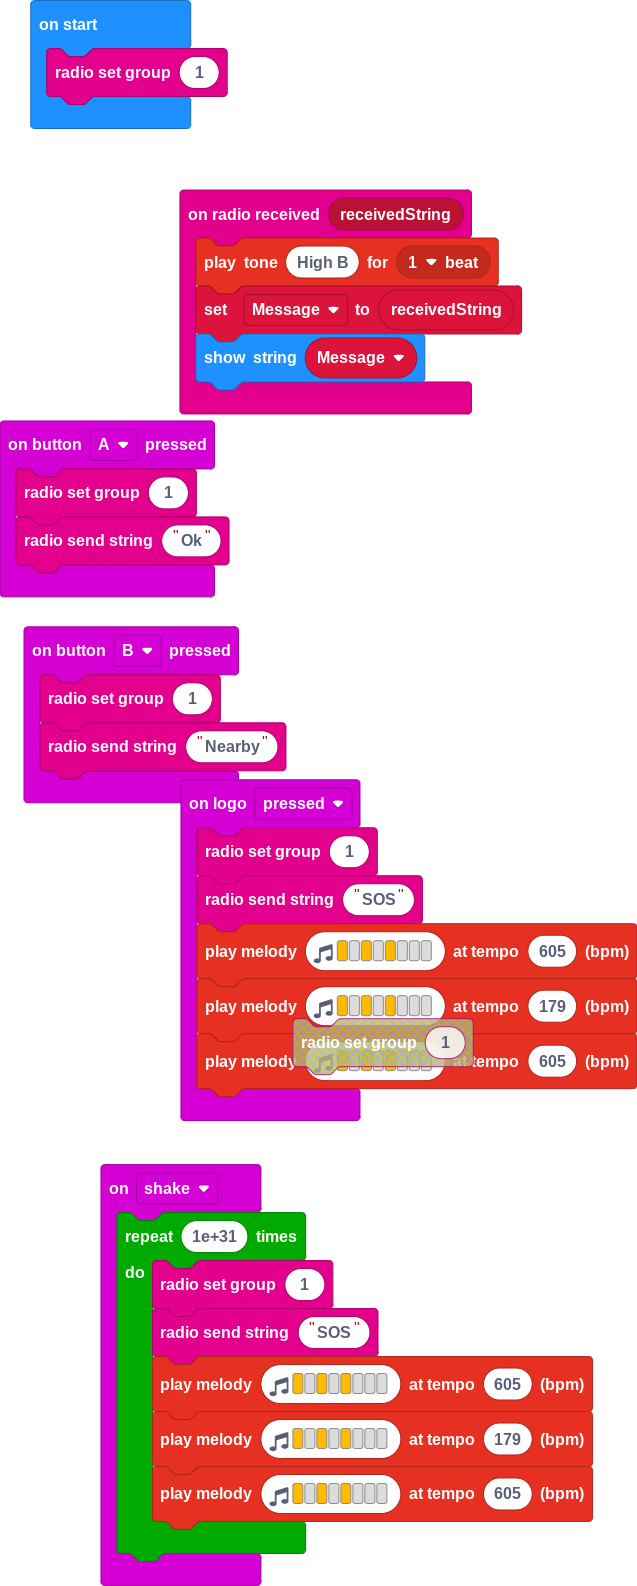 on start
radio set group 1
on radio received receivedString
play tone High B for 1 beat
set Message to receivedString
show string Message
on button A pressed
radio set group 1
radio send string "Ok"
on button B pressed
radio set group 1
radio send string "Nearby"
on logo pressed
radio set group 1
radio send string "SOS"
play melody at tempo 605 (bpm)
play melody at tempo 179 (bpm)
radio set group 1
play melody at tempo 605 (bpm)
on shake
repeat 1e+31 times
do
radio set group 1
radio send string "SOS"
play melody at tempo 605 (bpm)
play melody at tempo 179 (bpm)
play melody at tempo 605 (bpm)